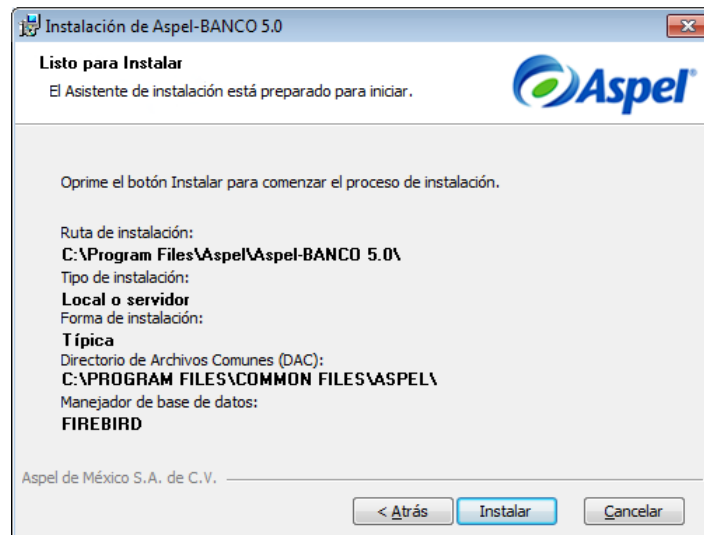 Instalación de Aspel-BANCO 5.0
Listo para Instalar
El Asistente de instalación está preparado para iniciar.
Aspel
Oprime el botón Instalar para comenzar el proceso de instalación.
Ruta de instalación:
C:\Program Files\Aspel\Aspel-BANCO 5.0\
Tipo de instalación:
Local o servidor
Forma de instalación:
Típica
Directorio de Archivos Comunes (DAC):
C:\PROGRAM FILES\COMMON FILES\ASPEL\
Manejador de base de datos:
FIREBIRD
Aspel de México S.A. de C.V.
< Atrás Instalar Cancelar